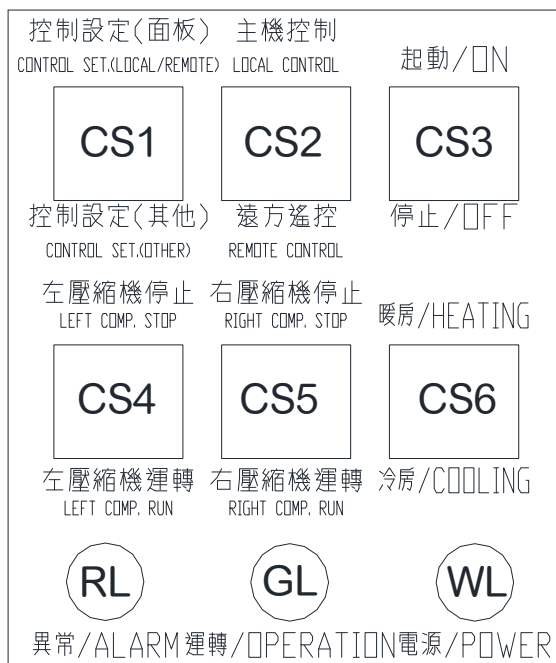 控制設定(面板) 主機控制 起動/ON
CONTROL SET.(LOCAL/REMOTE) LOCAL CONTROL
CS1 CS2 CS3
控制設定(其他) 遠方遙控 停止/OFF
CONTROL SET.(OTHER) REMOTE CONTROL
左壓縮機停止 右壓縮機停止 暖房/HEATING
LEFT COMP. STOP RIGHT COMP. STOP
CS4 CS5 CS6
左壓縮機運轉 右壓縮機運轉 冷房/COOLING
LEFT COMP. RUN RIGHT COMP. RUN
RL GL WL
異常/ALARM 運轉/OPERATION 電源/POWER